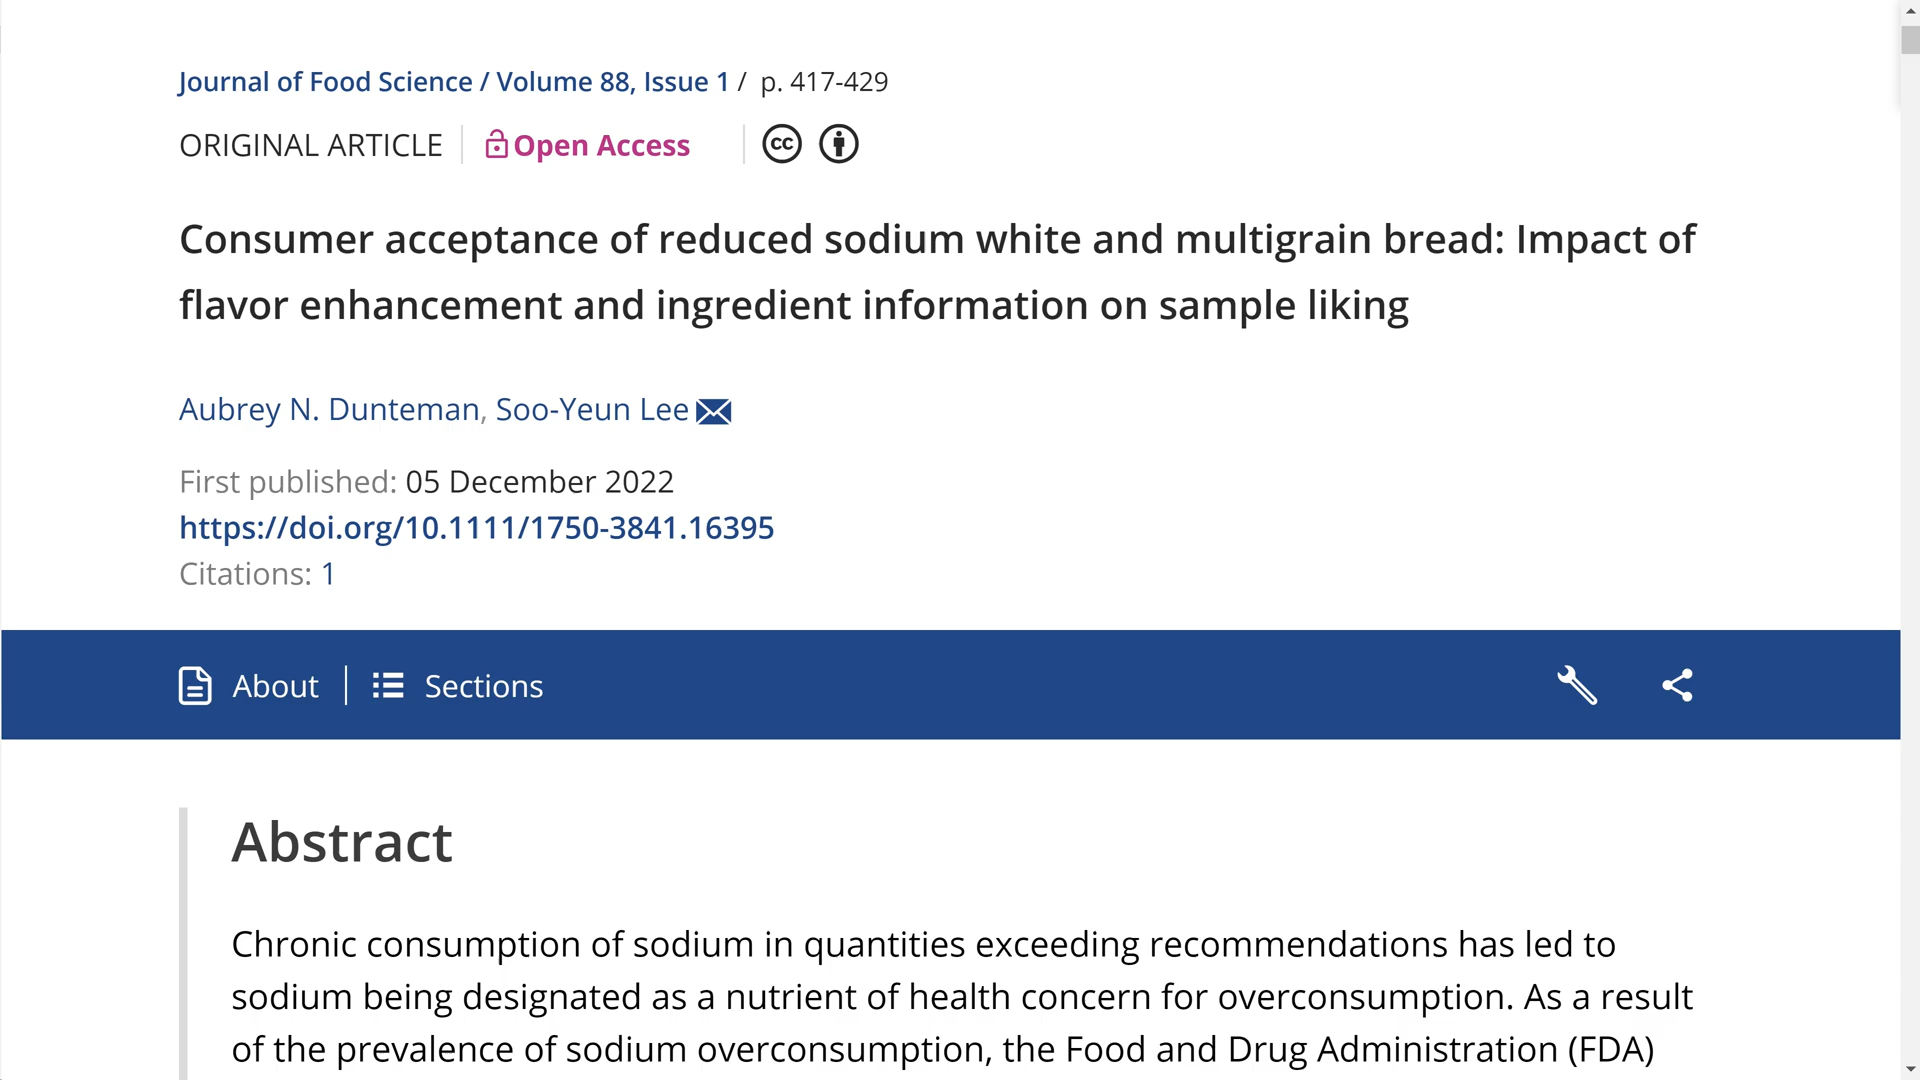 Journal of Food Science / Volume 88, Issue 1 / p. 417-429
ORIGINAL ARTICLE Open Access cc
Consumer acceptance of reduced sodium white and multigrain bread: Impact of
flavor enhancement and ingredient information on sample liking
Aubrey N. Dunteman, Soo-Yeun Lee
First published: 05 December 2022
https://doi.org/10.1111/1750-3841.16395
Citations: 1
About Sections
Abstract
Chronic consumption of sodium in quantities exceeding recommendations has led to
sodium being designated as a nutrient of health concern for overconsumption. As a result
of the prevalence of sodium overconsumption, the Food and Drug Administration (FDA)